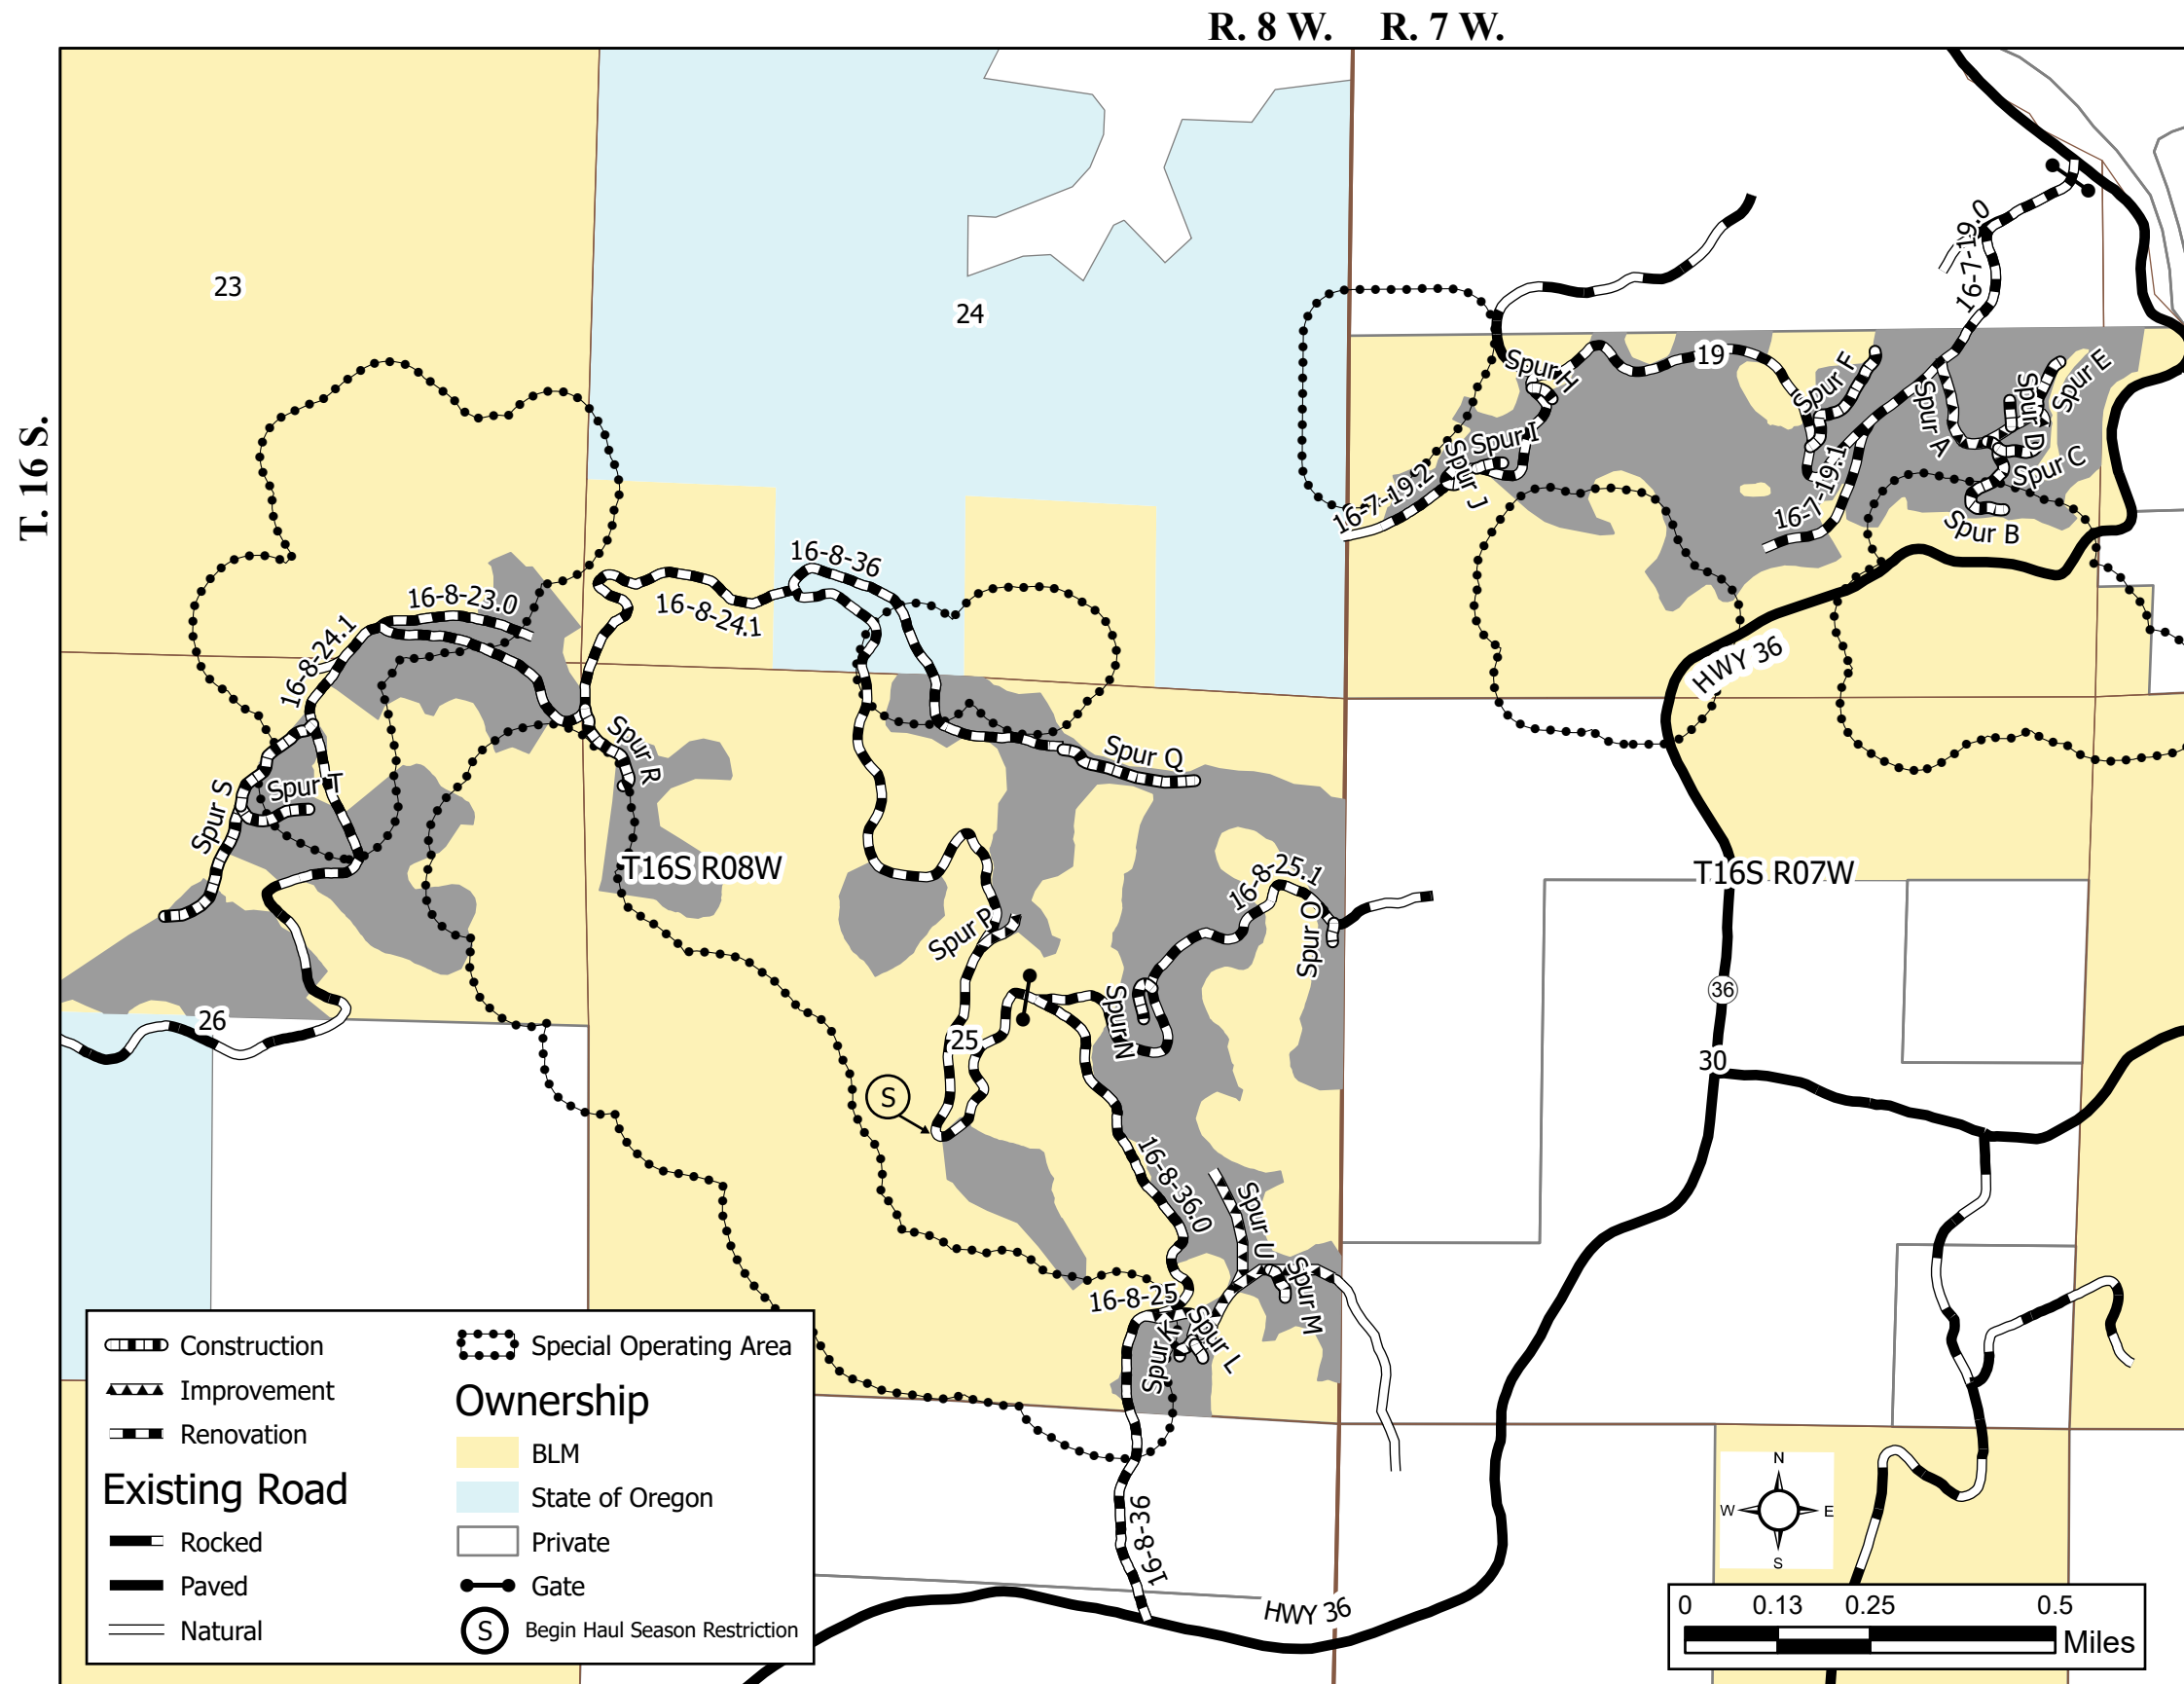 R. 8 W. R. 7 W.
T. 16 S.
23
24
19
16-7-19.0
Spur H
Spur F
Spur E
Spur A
Spur D
Spur I
Spur J
Spur C
16-7-19.2
16-7-19.1
Spur B
16-8-36
16-8-23.0
16-8-24.1
16-8-24.1
HWY 36
Spur R
Spur Q
Spur T
Spur S
T16S R08W
T16S R07W
16-8-25.1
Spur P
Spur O
36
Spur N
26
25
30
S
16-8-36.0
Spur U
Spur M
16-8-25
Spur K
Spur L
16-8-36
HWY 36
Construction
Improvement
Renovation
Existing Road
Rocked
Paved
Natural
Special Operating Area
Ownership
BLM
State of Oregon
Private
Gate
S Begin Haul Season Restriction
N
W E
S
0 0.13 0.25 0.5
Miles